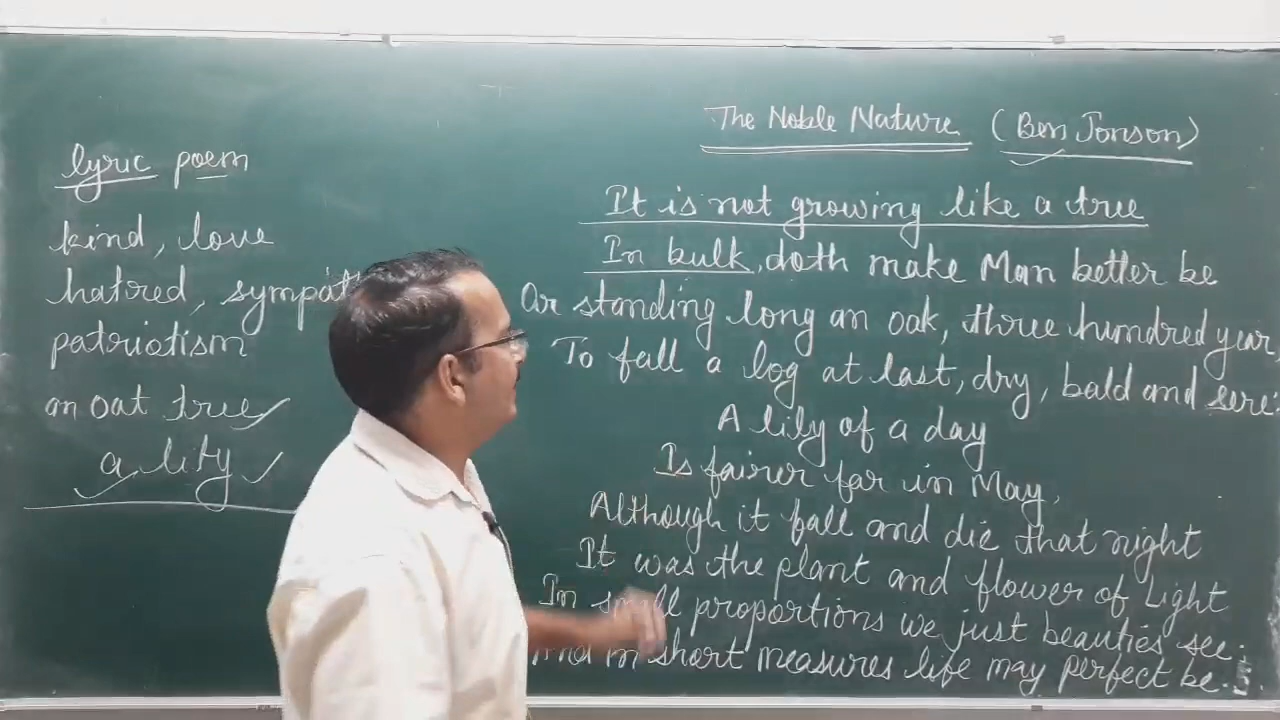 lyric poem
kind, love
hatred, sympath
patriotism
an oat tree
a lity
The Noble Nature (Ben Jonson)
It is not growing like a tree
In bulk, doth make Man better be
Or standing long an oak, three hundred year
To fall a log at last, dry, bald and sere
A lily of a day
Is fairer far in May,
Although it fall and die that night
It was the plant and flower of Light
In small proportions we just beauties see.
And in short measures life may perfect be.